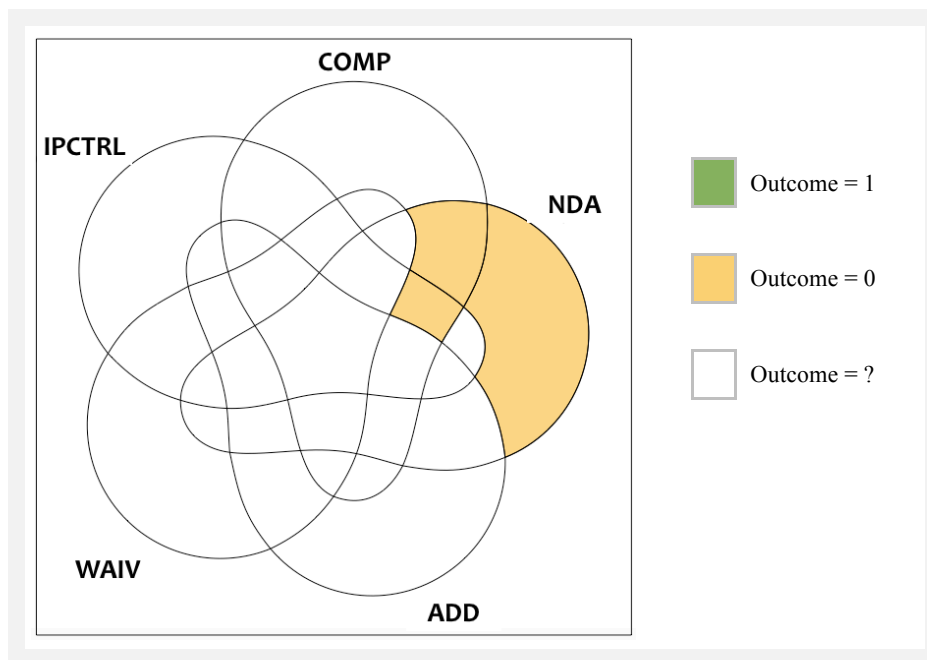 COMP
IPCTRL
NDA
WAIV
ADD
Outcome = 1
Outcome = 0
Outcome = ?